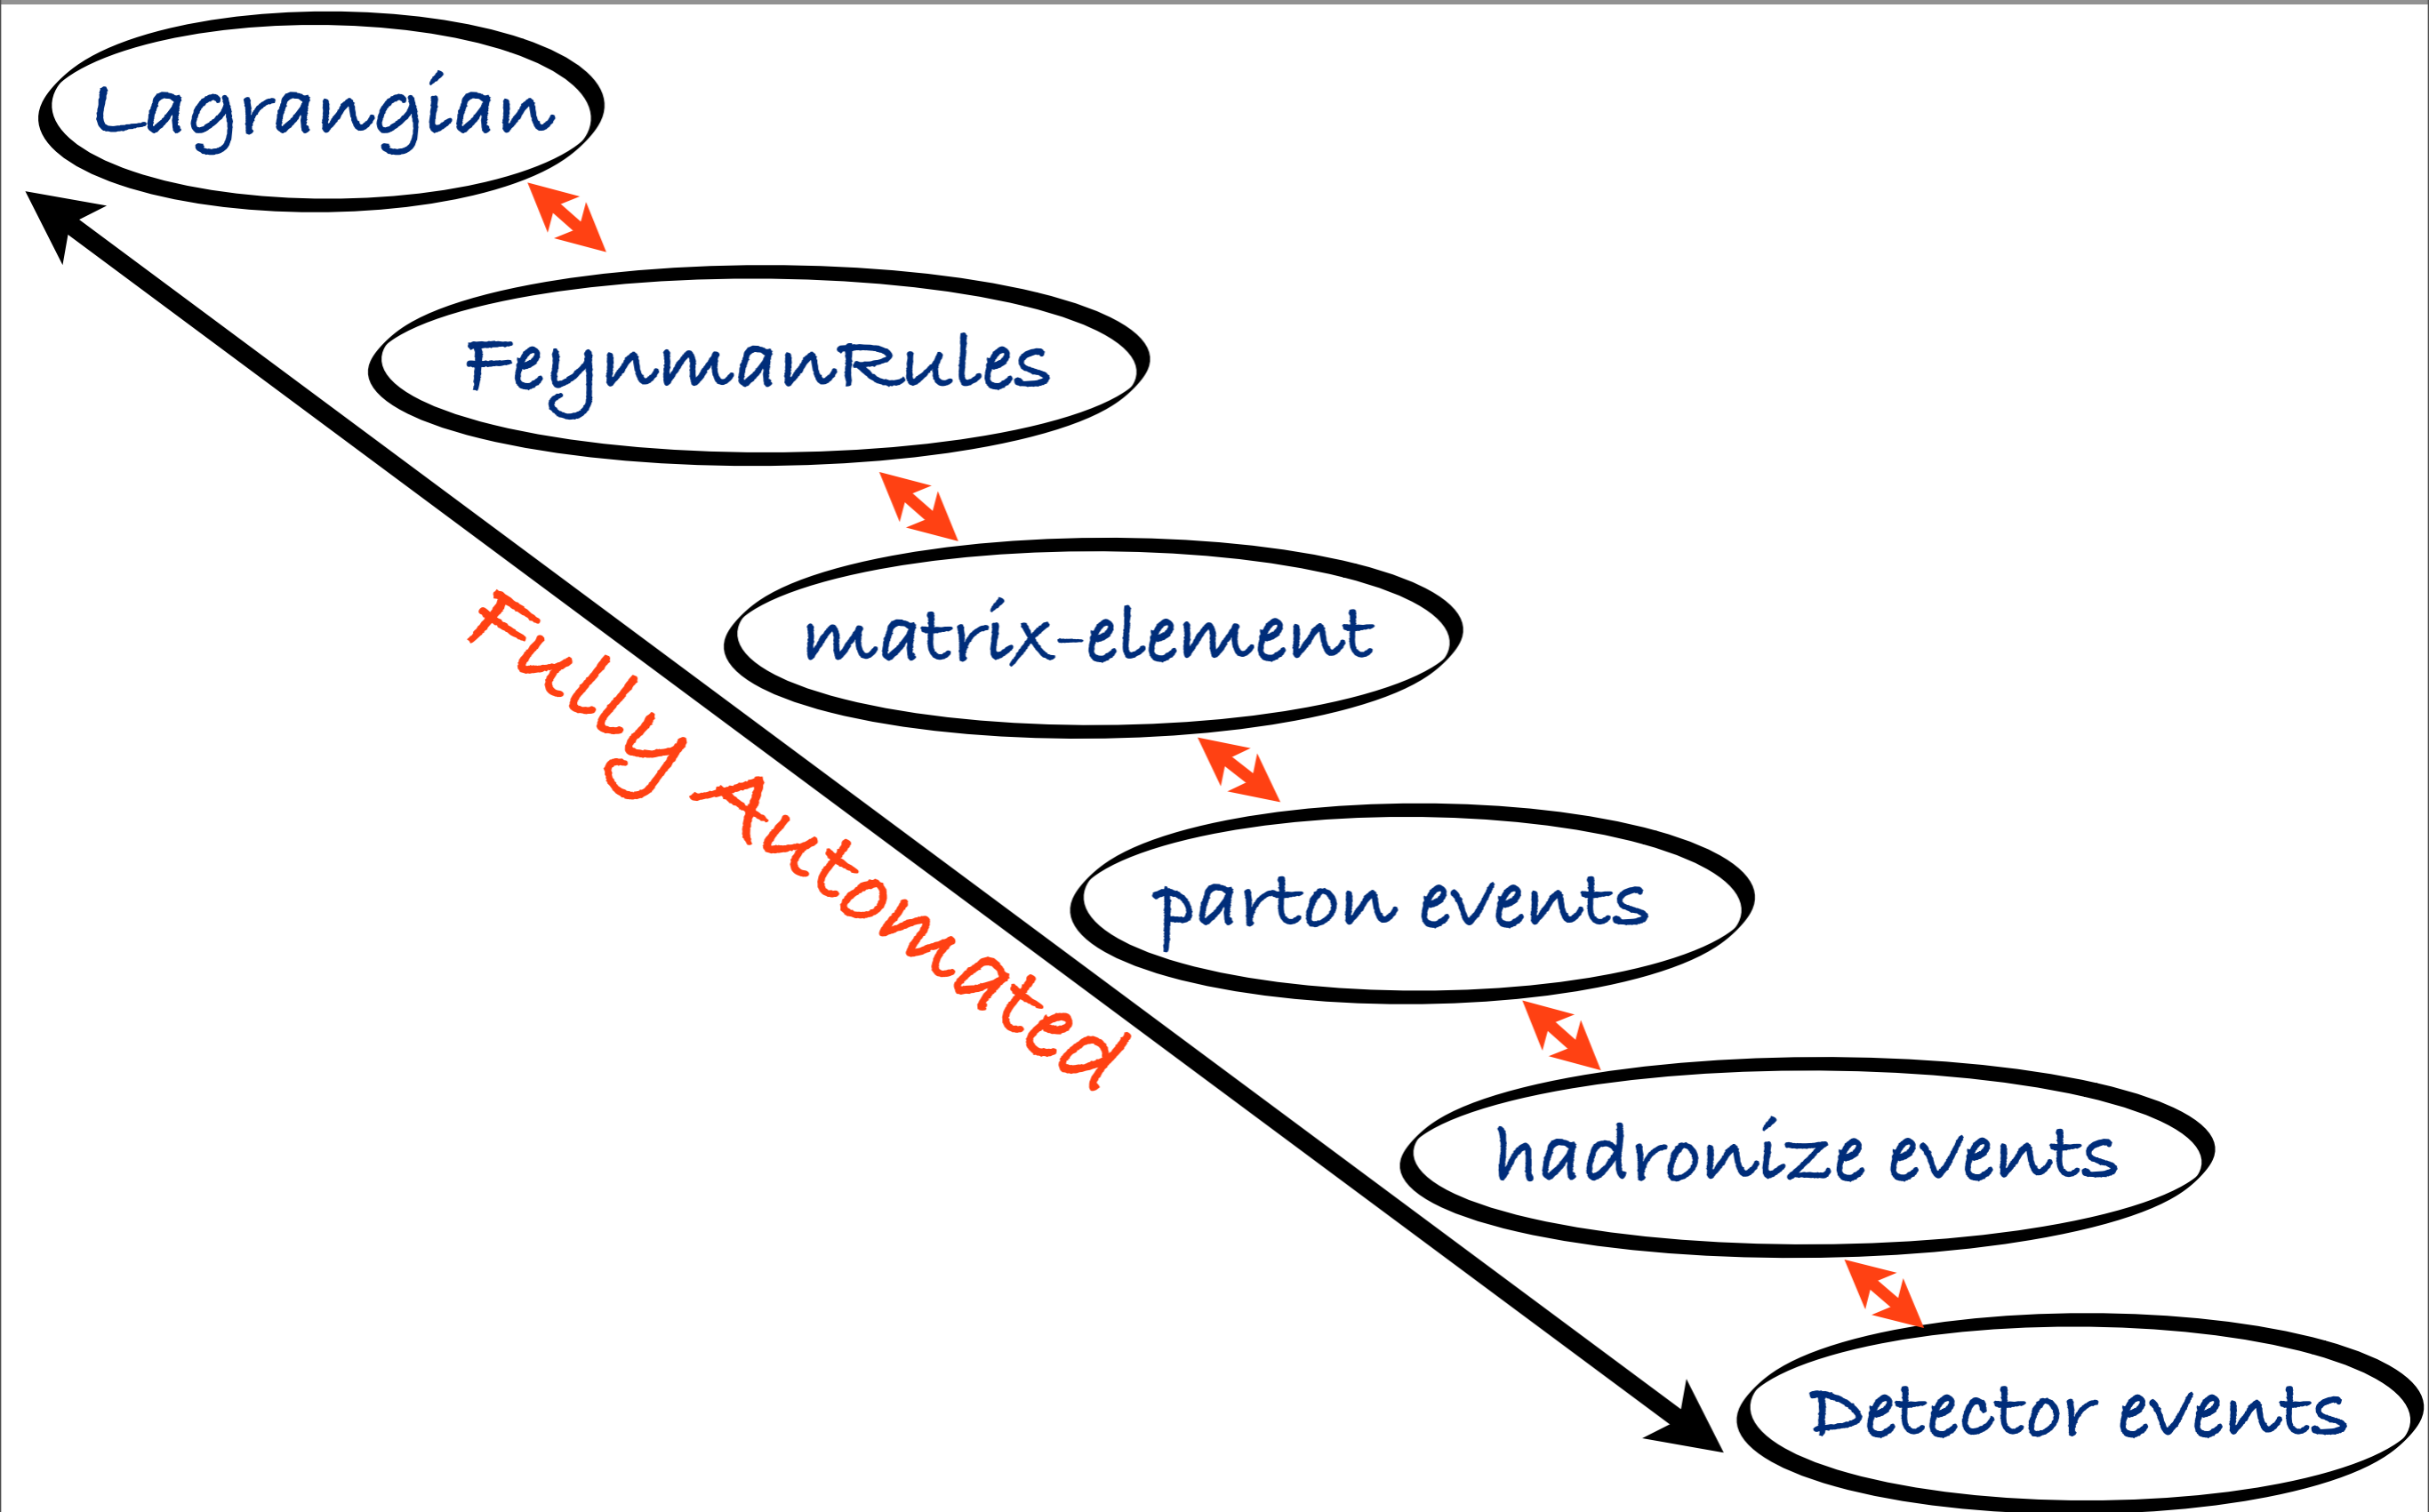 Lagrangian
FeynmanRules
matrix-element
Fully Automated
parton events
hadronize events
Detector events